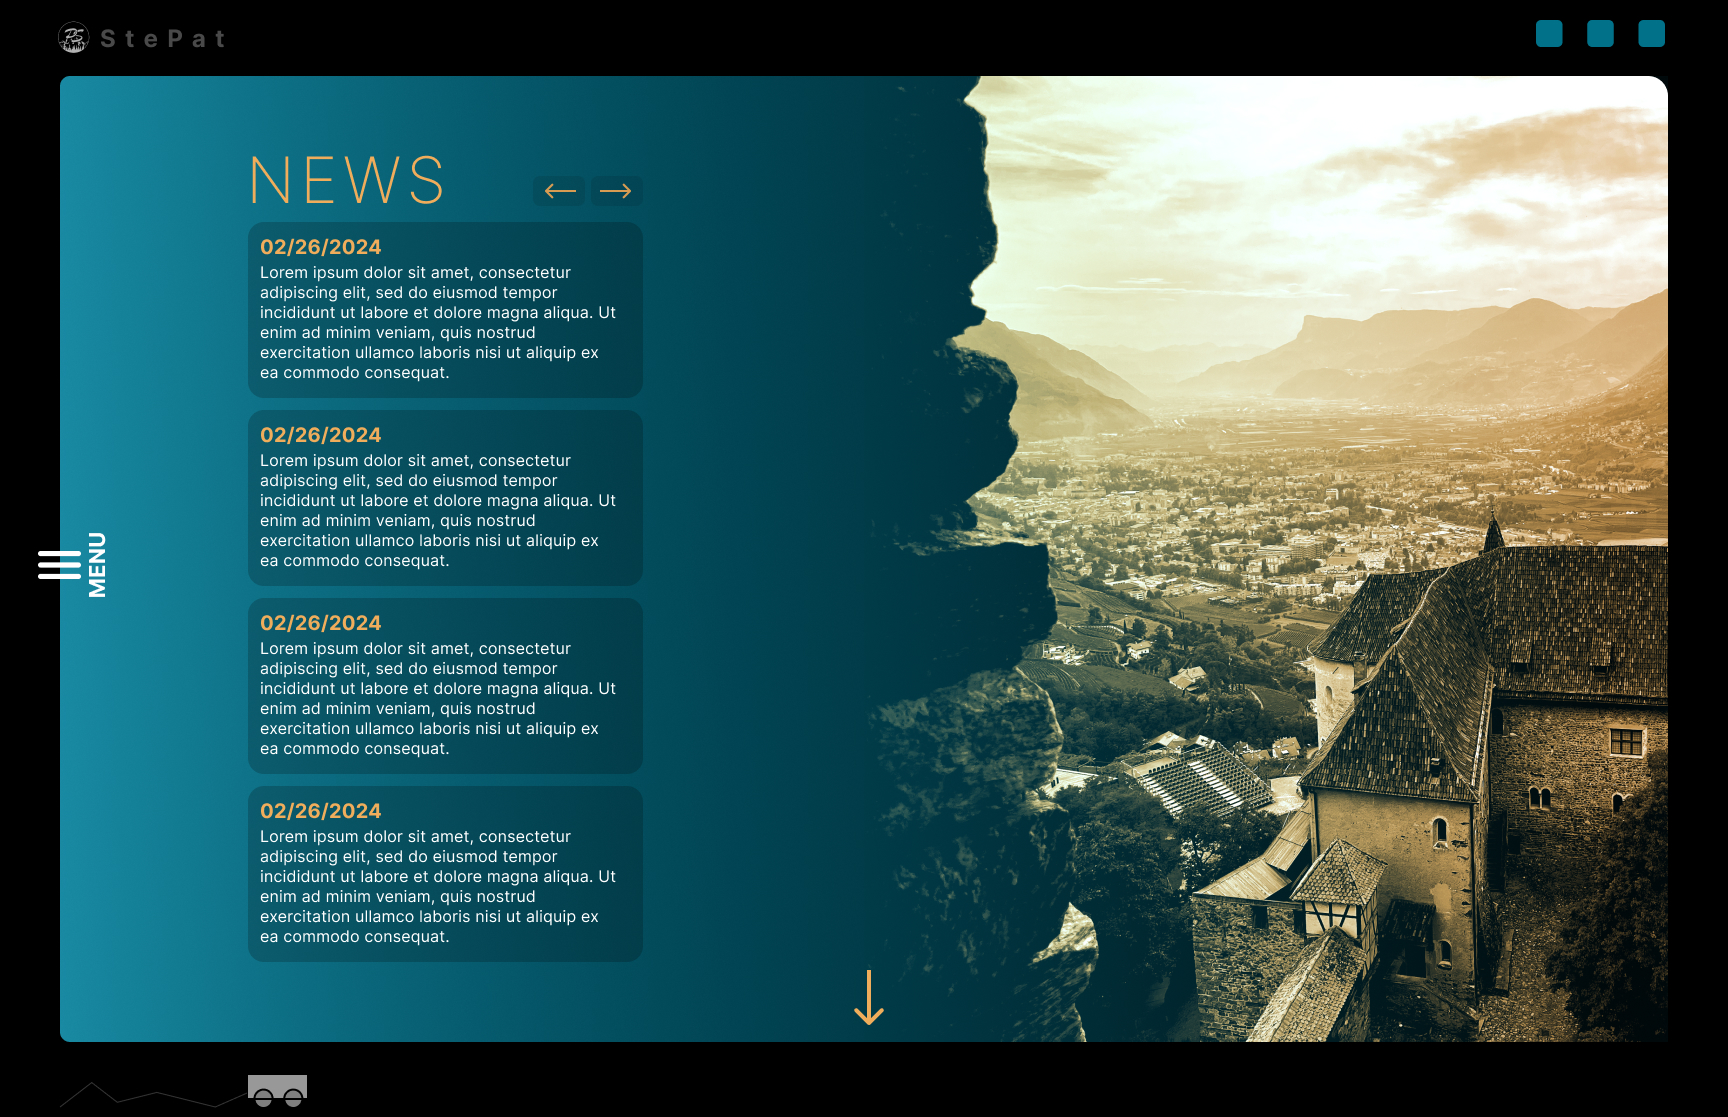 StePat
NEWS
02/26/2024
Lorem ipsum dolor sit amet, consectetur
adipiscing elit, sed do eiusmod tempor
incididunt ut labore et dolore magna aliqua. Ut
enim ad minim veniam, quis nostrud
exercitation ullamco laboris nisi ut aliquip ex
ea commodo consequat.
02/26/2024
Lorem ipsum dolor sit amet, consectetur
adipiscing elit, sed do eiusmod tempor
incididunt ut labore et dolore magna aliqua. Ut
enim ad minim veniam, quis nostrud
exercitation ullamco laboris nisi ut aliquip ex
ea commodo consequat.
MENU
02/26/2024
Lorem ipsum dolor sit amet, consectetur
adipiscing elit, sed do eiusmod tempor
incididunt ut labore et dolore magna aliqua. Ut
enim ad minim veniam, quis nostrud
exercitation ullamco laboris nisi ut aliquip ex
ea commodo consequat.
02/26/2024
Lorem ipsum dolor sit amet, consectetur
adipiscing elit, sed do eiusmod tempor
incididunt ut labore et dolore magna aliqua. Ut
enim ad minim veniam, quis nostrud
exercitation ullamco laboris nisi ut aliquip ex
ea commodo consequat.